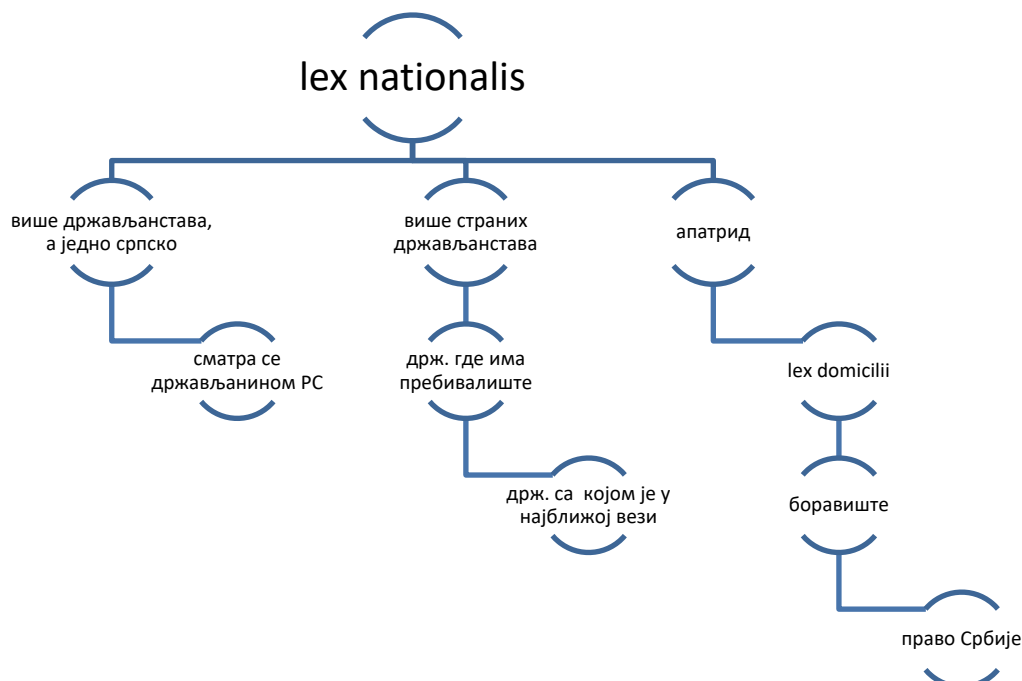 lex nationalis
више држављанстава,
а једно српско
сматра се
држављанином РС
више страних
држављанстава
држ. где има
пребивалиште
држ. са којом је у
најближој вези
апатрид
lex domicilii
боравиште
право Србије